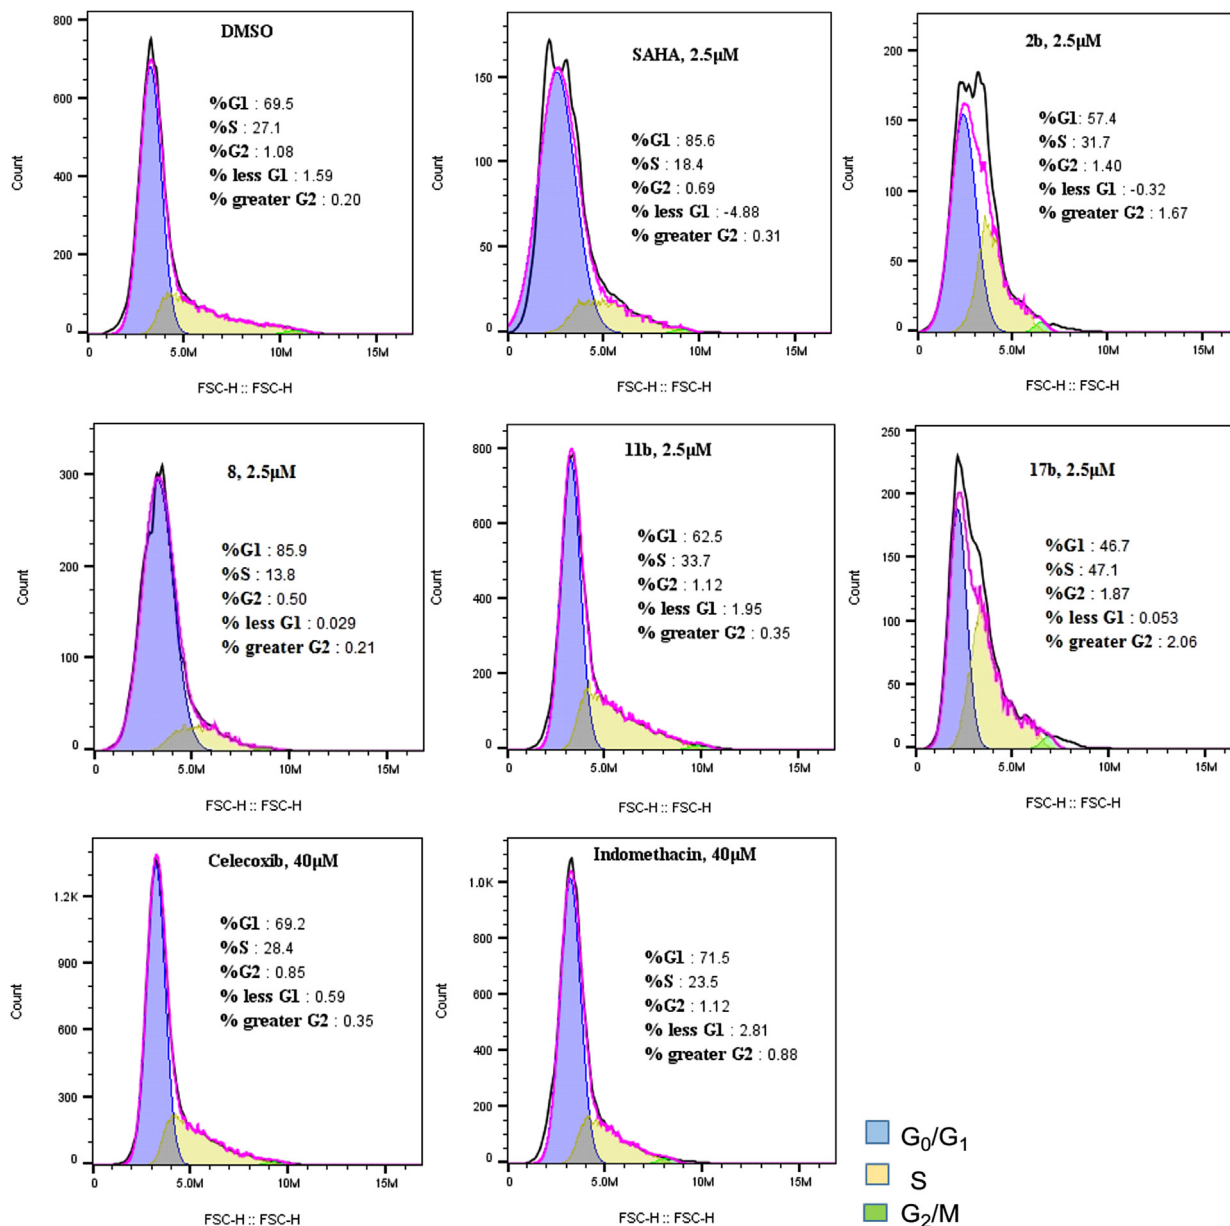 DMSO
800
600
400
200
0
Count
%G1 : 69.5
%S : 27.1
%G2 : 1.08
% less G1 : 1.59
% greater G2 : 0.20
0 5.0M 10M 15M
FSC-H :: FSC-H
SAHA, 2.5μM
150
100
50
0
Count
%G1 : 85.6
%S : 18.4
%G2 : 0.69
% less G1 : -4.88
% greater G2 : 0.31
0 5.0M 10M 15M
FSC-H :: FSC-H
2b, 2.5μM
200
150
100
50
0
Count
%G1 : 57.4
%S : 31.7
%G2 : 1.40
% less G1 : -0.32
% greater G2 : 1.67
0 5.0M 10M 15M
FSC-H :: FSC-H
8, 2.5μM
300
200
100
0
Count
%G1 : 85.9
%S : 13.8
%G2 : 0.50
% less G1 : 0.029
% greater G2 : 0.21
0 5.0M 10M 15M
FSC-H :: FSC-H
11b, 2.5μM
800
600
400
200
0
Count
%G1 : 62.5
%S : 33.7
%G2 : 1.12
% less G1 : 1.95
% greater G2 : 0.35
0 5.0M 10M 15M
FSC-H :: FSC-H
17b, 2.5μM
250
200
150
100
50
0
Count
%G1 : 46.7
%S : 47.1
%G2 : 1.87
% less G1 : 0.053
% greater G2 : 2.06
0 5.0M 10M 15M
FSC-H :: FSC-H
Celecoxib, 40μM
1.2K
900
600
300
0
Count
%G1 : 69.2
%S : 28.4
%G2 : 0.85
% less G1 : 0.59
% greater G2 : 0.35
0 5.0M 10M 15M
FSC-H :: FSC-H
Indomethacin, 40μM
1.0K
800
600
400
200
0
Count
%G1 : 71.5
%S : 23.5
%G2 : 1.12
% less G1 : 2.81
% greater G2 : 0.88
0 5.0M 10M 15M
FSC-H :: FSC-H
G₀/G₁
S
G₂/M